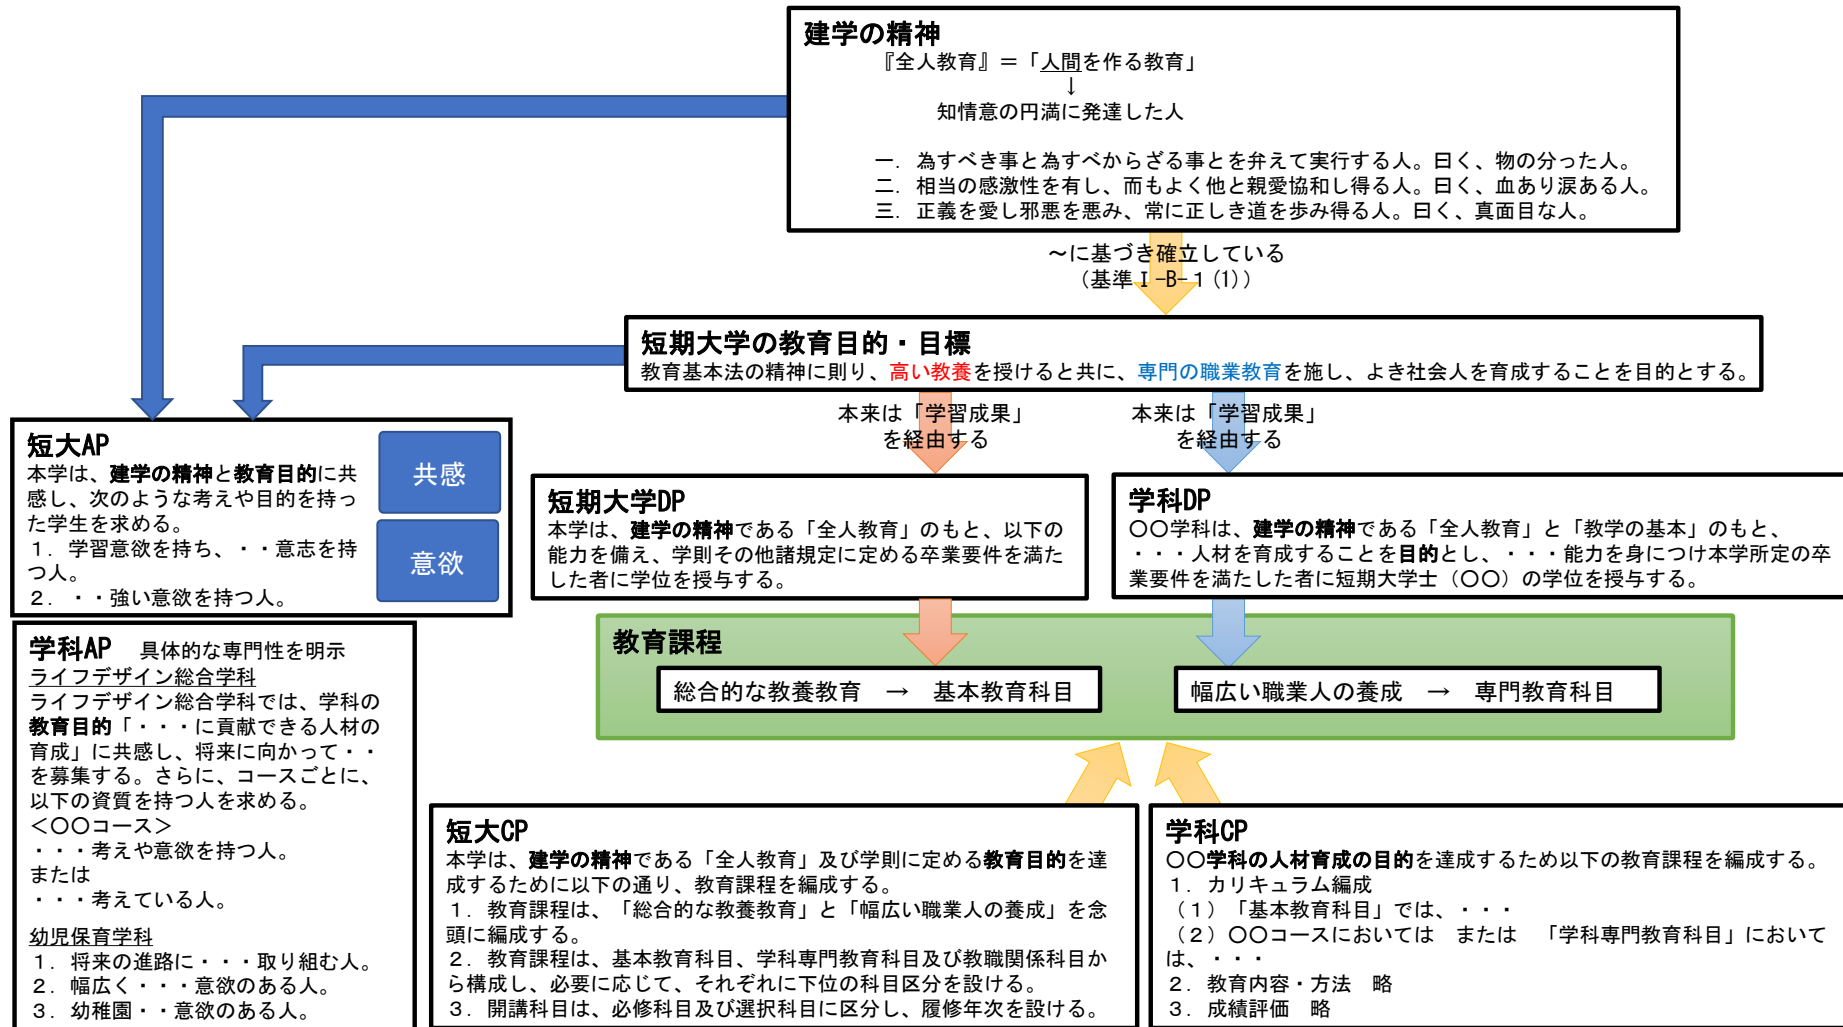 建学の精神
『全人教育』＝「人間を作る教育」
↓
知情意の円満に発達した人
一．為すべき事と為すべからざる事とを弁えて実行する人。曰く、物の分った人。
二．相当の感激性を有し、而もよく他と親愛協和し得る人。曰く、血あり涙ある人。
三．正義を愛し邪悪を悪み、常に正しき道を歩み得る人。曰く、真面目な人。
～に基づき確立している
（基準Ⅰ-B-１(1)）
短期大学の教育目的・目標
教育基本法の精神に則り、高い教養を授けると共に、専門の職業教育を施し、よき社会人を育成することを目的とする。
本来は「学習成果」
を経由する
本来は「学習成果」
を経由する
短大AP
本学は、建学の精神と教育目的に共
感し、次のような考えや目的を持っ
た学生を求める。
１．学習意欲を持ち、・・意志を持
つ人。
２．・・強い意欲を持つ人。
共感
意欲
短期大学DP
本学は、建学の精神である「全人教育」のもと、以下の
能力を備え、学則その他諸規定に定める卒業要件を満た
した者に学位を授与する。
学科DP
〇〇学科は、建学の精神である「全人教育」と「教学の基本」のもと、
・・・人材を育成することを目的とし、・・・能力を身につけ本学所定の卒
業要件を満たした者に短期大学士（〇〇）の学位を授与する。
教育課程
総合的な教養教育　→　基本教育科目
幅広い職業人の養成　→　専門教育科目
学科AP　具体的な専門性を明示
ライフデザイン総合学科
ライフデザイン総合学科では、学科の
教育目的「・・・に貢献できる人材の
育成」に共感し、将来に向かって・・
を募集する。さらに、コースごとに、
以下の資質を持つ人を求める。
＜〇〇コース＞
・・・考えや意欲を持つ人。
または
・・・考えている人。
幼児保育学科
１．将来の進路に・・・取り組む人。
２．幅広く・・・意欲のある人。
３．幼稚園・・意欲のある人。
短大CP
本学は、建学の精神である「全人教育」及び学則に定める教育目的を達
成するために以下の通り、教育課程を編成する。
１．教育課程は、「総合的な教養教育」と「幅広い職業人の養成」を念
頭に編成する。
２．教育課程は、基本教育科目、学科専門教育科目及び教職関係科目か
ら構成し、必要に応じて、それぞれに下位の科目区分を設ける。
３．開講科目は、必修科目及び選択科目に区分し、履修年次を設ける。
学科CP
〇〇学科の人材育成の目的を達成するため以下の教育課程を編成する。
１．カリキュラム編成
（１）「基本教育科目」では、・・・
（２）〇〇コースにおいては　または　「学科専門教育科目」において
は、・・・
２．教育内容・方法　略
３．成績評価　略